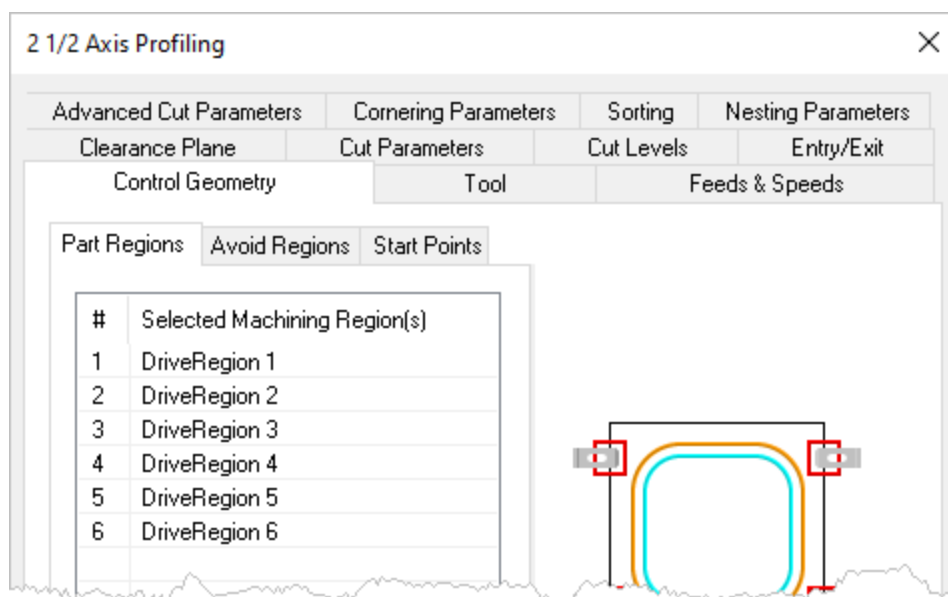 2 1/2 Axis Profiling
Advanced Cut Parameters Cornering Parameters Sorting Nesting Parameters
Clearance Plane Cut Parameters Cut Levels Entry/Exit
Control Geometry Tool Feeds & Speeds
Part Regions Avoid Regions Start Points
# Selected Machining Region(s)
1 DriveRegion 1
2 DriveRegion 2
3 DriveRegion 3
4 DriveRegion 4
5 DriveRegion 5
6 DriveRegion 6